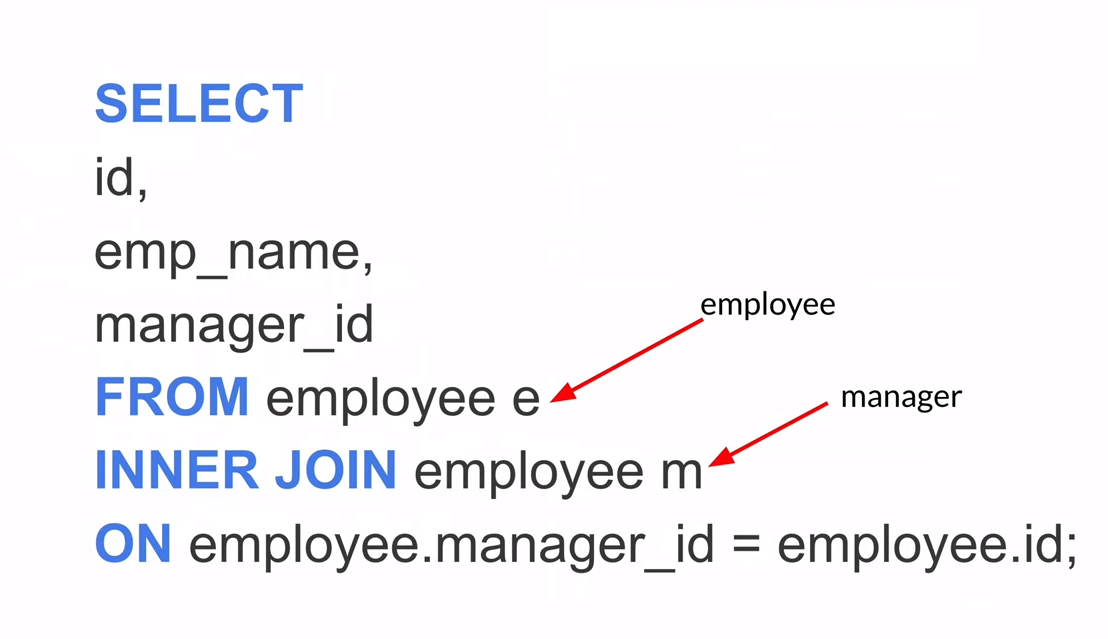 SELECT
id,
emp_name,
manager_id
employee
FROM employee e
manager
INNER JOIN employee m
ON employee.manager_id = employee.id;